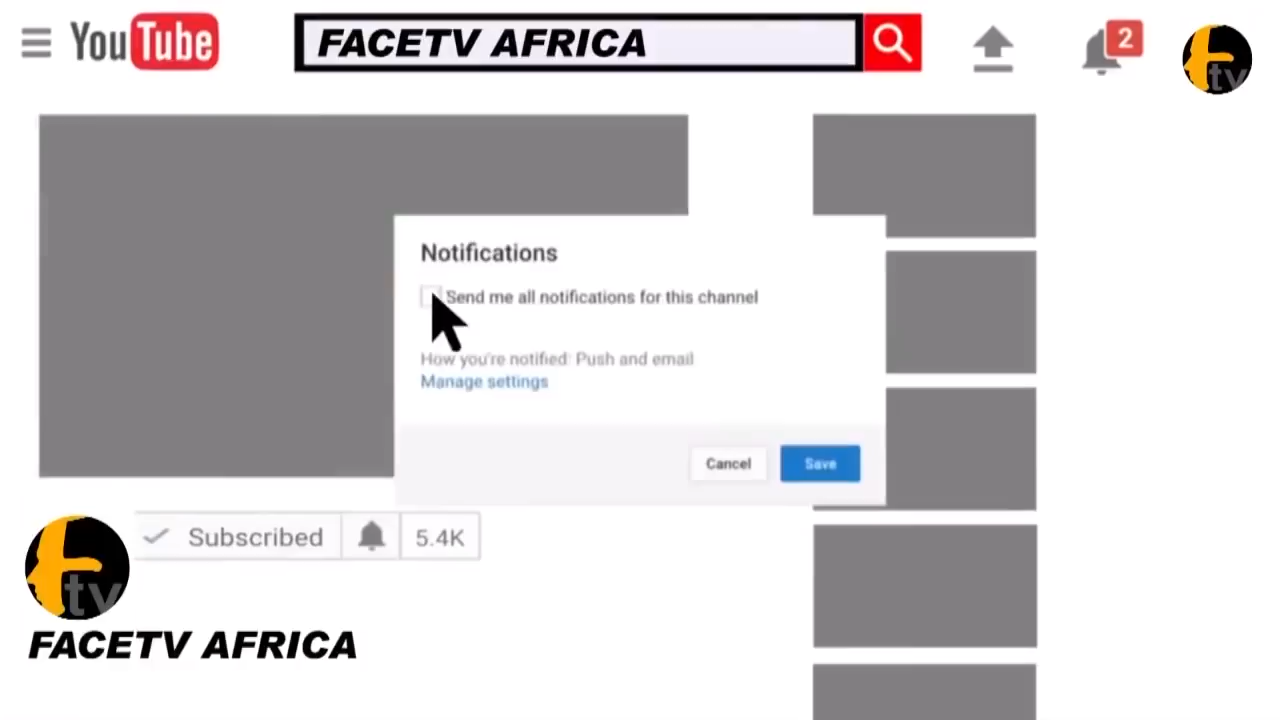 YouTube
FACETV AFRICA
2
tv
Notifications
Send me all notifications for this channel
How you're notified: Push and email
Manage settings
Cancel
Save
Subscribed
5.4K
tv
FACETV AFRICA